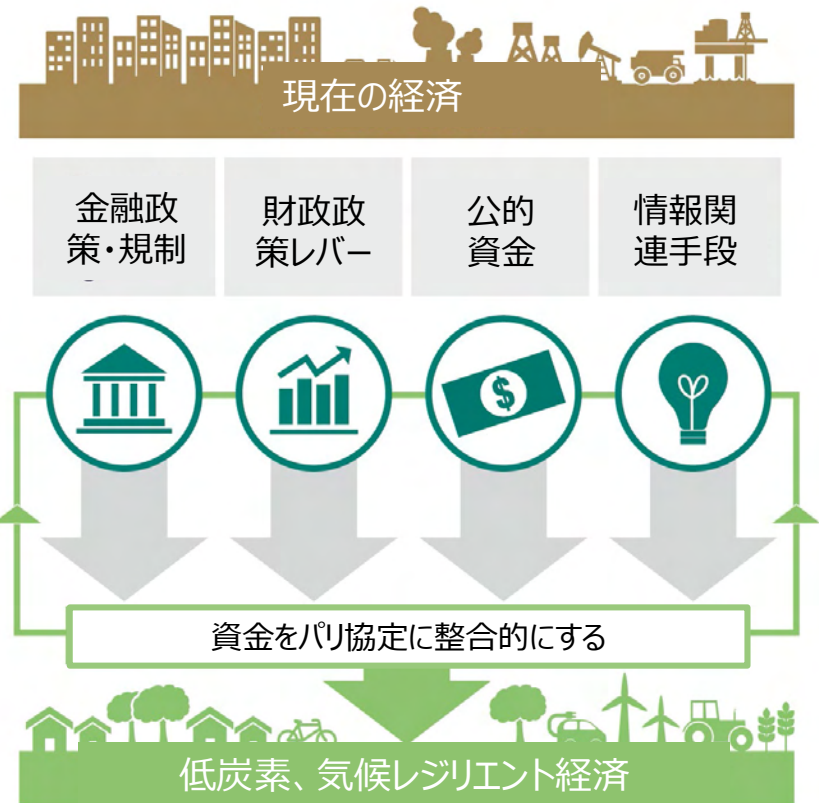 現在の経済
金融政
策・規制
財政政
策レバー
公的
資金
情報関
連手段
$
資金をパリ協定に整合的にする
低炭素、気候レジリエント経済